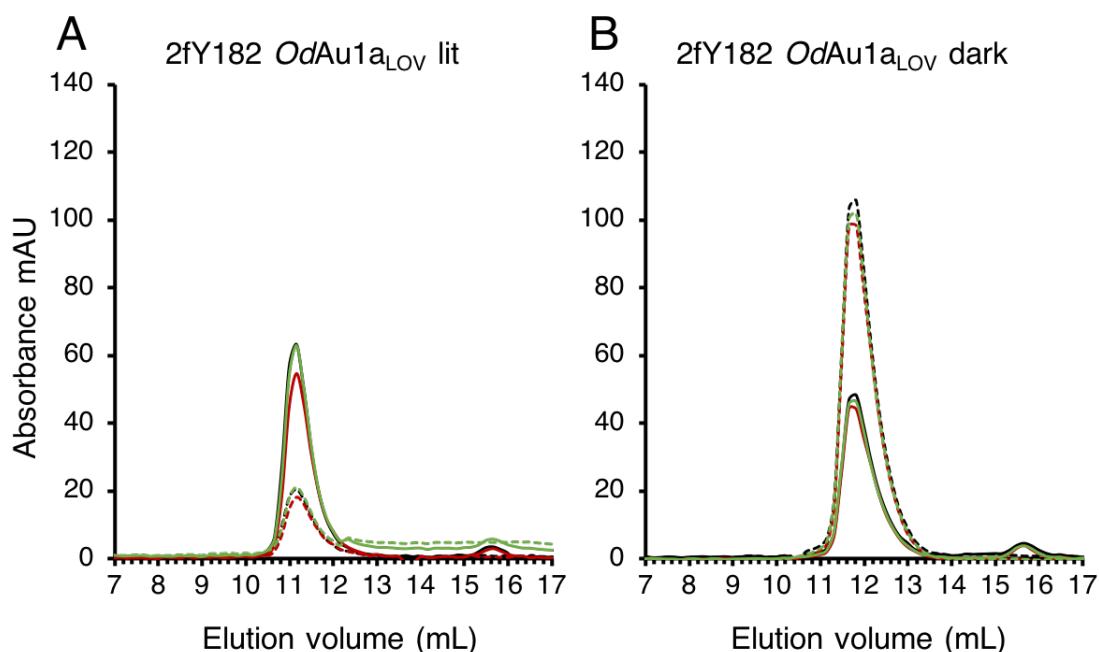 A
2fY182 OdAu1aLOV lit
140
120
100
80
60
40
20
0
7 8 9 10 11 12 13 14 15 16 17
Elution volume (mL)
Absorbance mAU
B
2fY182 OdAu1aLOV dark
140
120
100
80
60
40
20
0
7 8 9 10 11 12 13 14 15 16 17
Elution volume (mL)